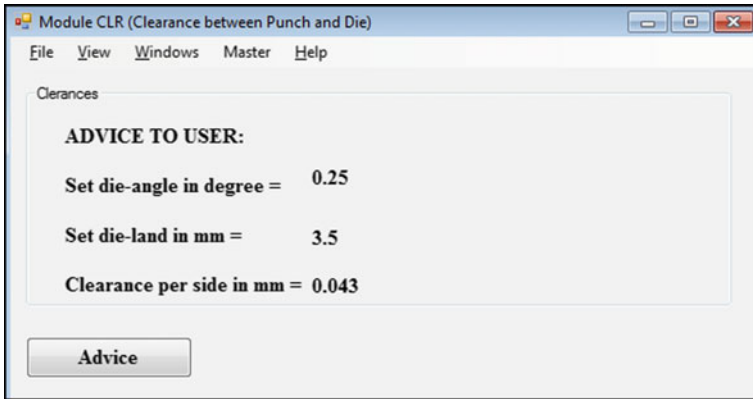 Module CLR (Clearance between Punch and Die)
File View Windows Master Help
Clerances
ADVICE TO USER:
Set die-angle in degree = 0.25
Set die-land in mm = 3.5
Clearance per side in mm = 0.043
Advice